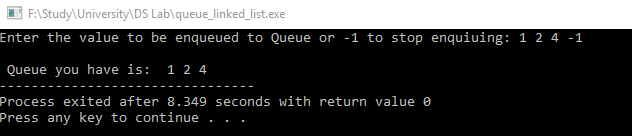 F:\Study\University\DS Lab\queue_linked_list.exe
Enter the value to be enqueued to Queue or -1 to stop enquiuing: 1 2 4 -1
Queue you have is:  1 2 4
--------------------------------
Process exited after 8.349 seconds with return value 0
Press any key to continue . . .